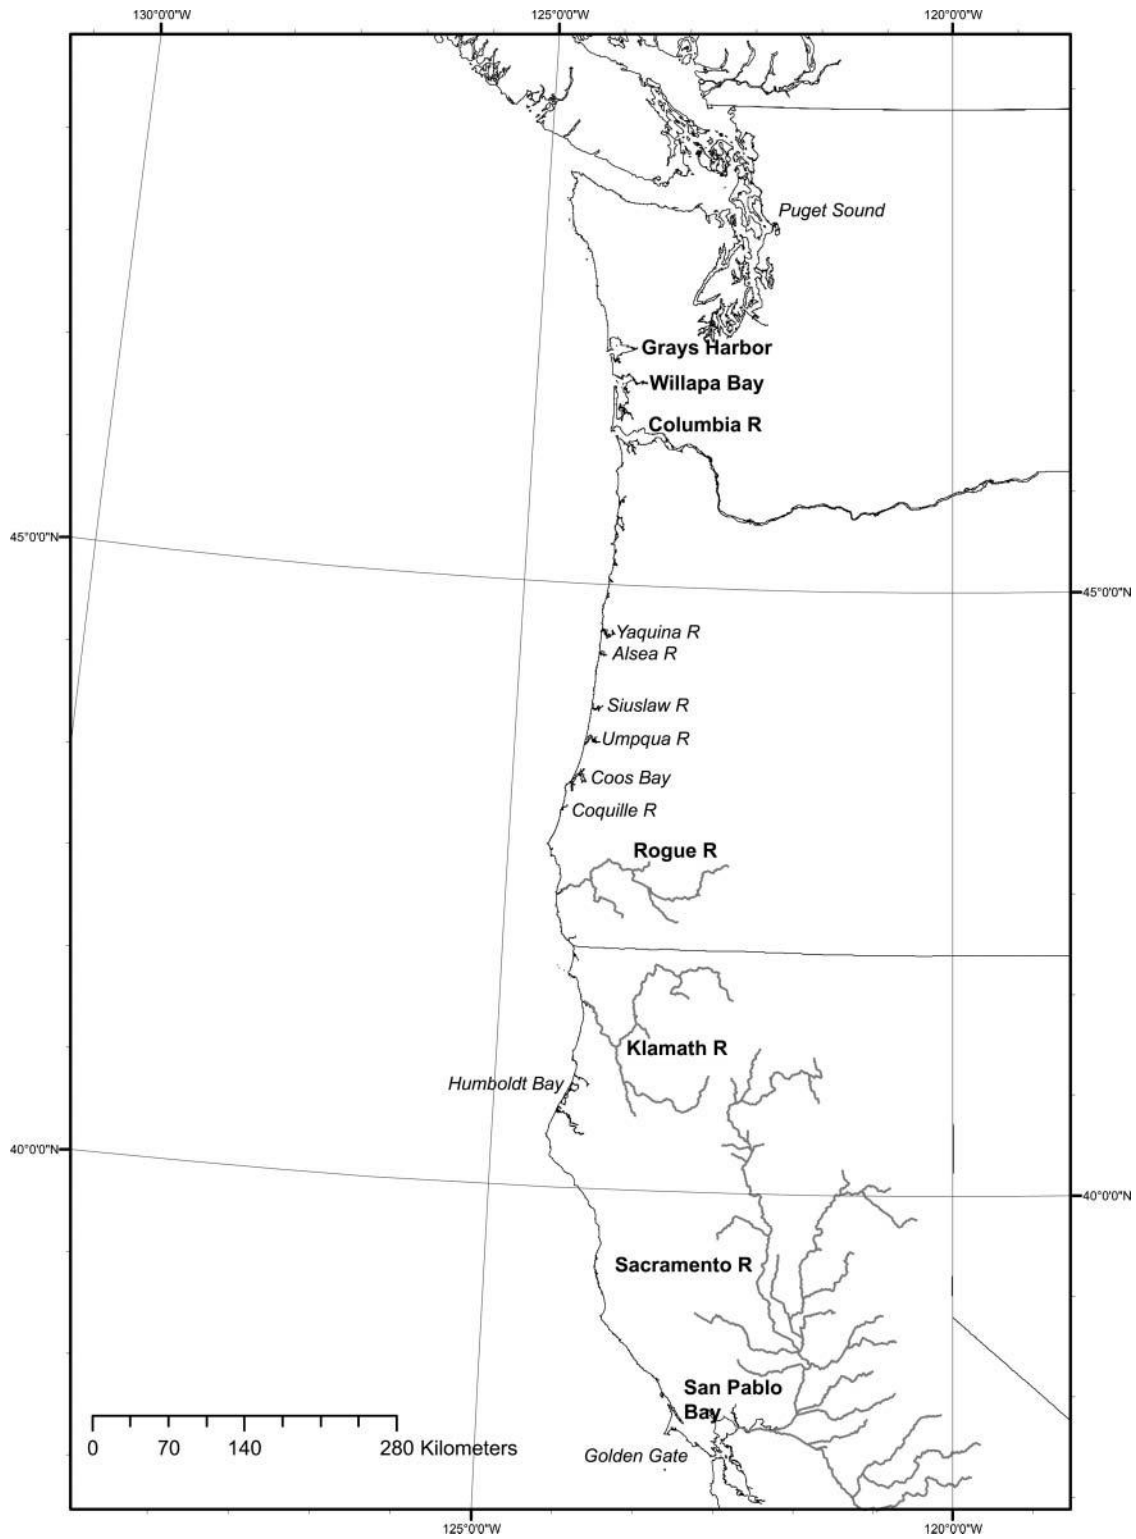 130°0'0"W
125°0'0"W
120°0'0"W
Puget Sound
Grays Harbor
Willapa Bay
Columbia R
45°0'0"N
45°0'0"N
Yaquina R
Alsea R
Siuslaw R
Umpqua R
Coos Bay
Coquille R
Rogue R
Klamath R
Humboldt Bay
40°0'0"N
40°0'0"N
Sacramento R
San Pablo
Bay
0 70 140 280 Kilometers
Golden Gate
125°0'0"W
120°0'0"W